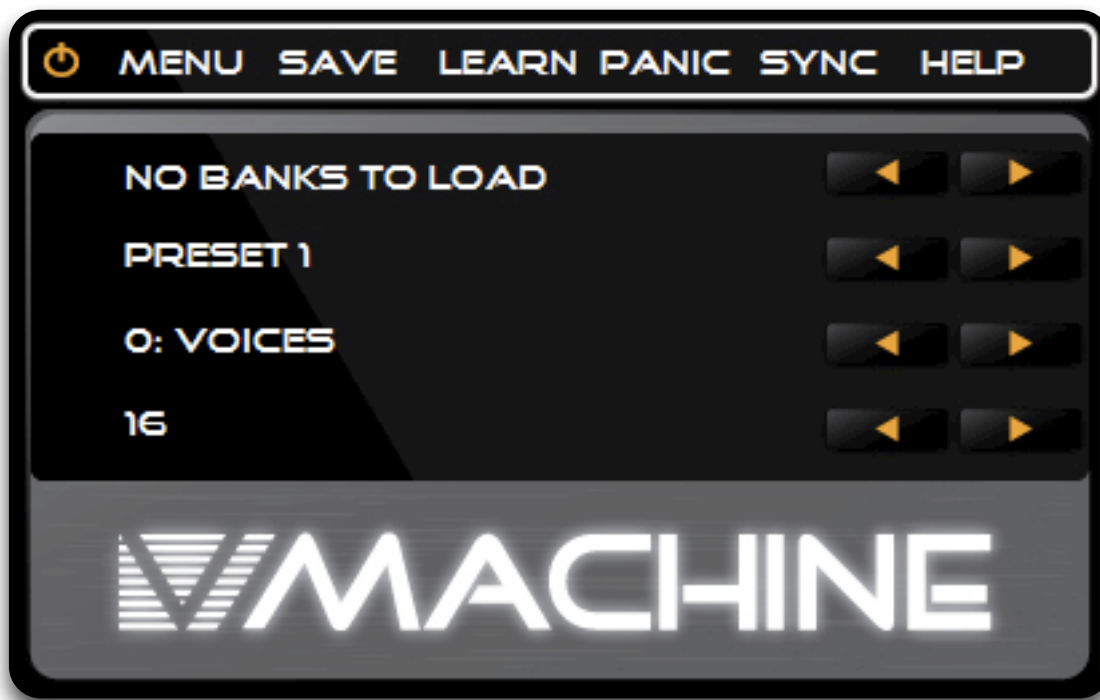 MENU SAVE LEARN PANIC SYNC HELP
NO BANKS TO LOAD
PRESET 1
0: VOICES
16
VMACHINE